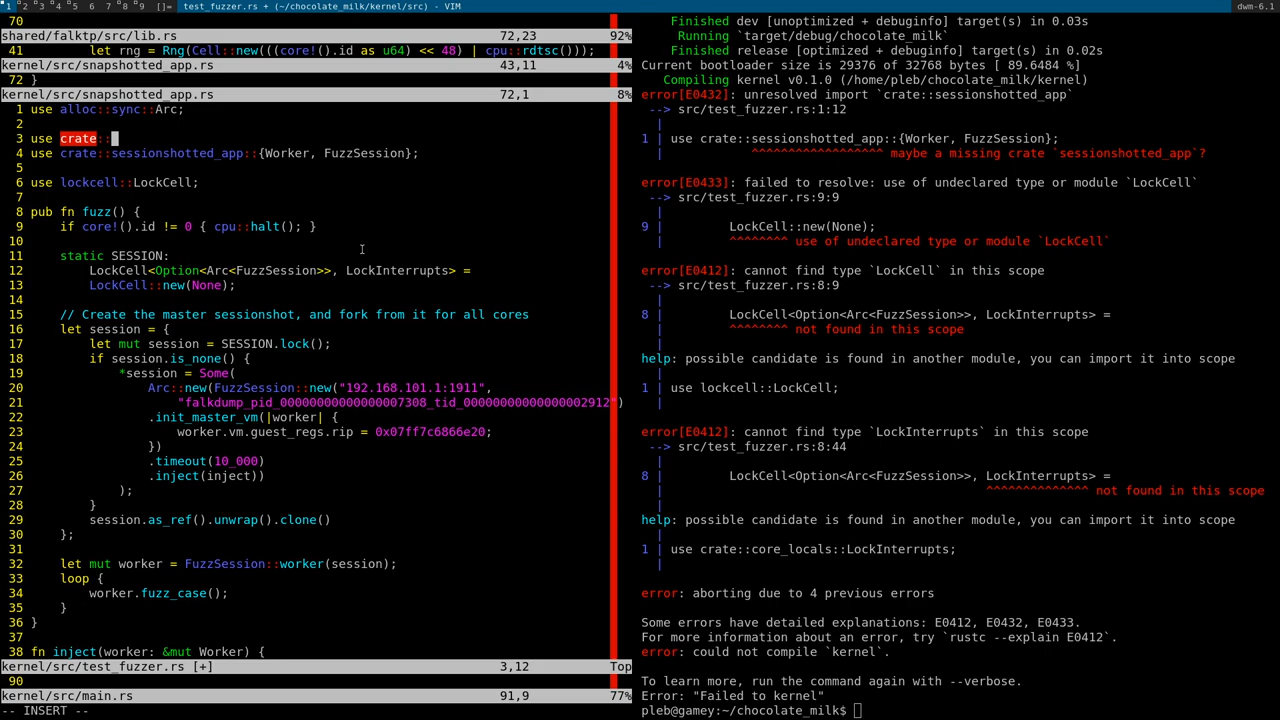 1 2 3 4 5 6 7 8 9 []= test_fuzzer.rs + (~/chocolate_milk/kernel/src) - VIM dwm-6.1
70
shared/falktp/src/lib.rs 72,23 92%
41 let rng = Rng(Cell::new(((core!().id as u64) << 48) | cpu::rdtsc()));
kernel/src/snapshotted_app.rs 43,11 4%
72 }
kernel/src/snapshotted_app.rs 72,1 8%
1 use alloc::sync::Arc;
2
3 use crate::
4 use crate::sessionshotted_app::{Worker, FuzzSession};
5
6 use lockcell::LockCell;
7
8 pub fn fuzz() {
9 if core!().id != 0 { cpu::halt(); }
10
11 static SESSION:
12 LockCell<Option<Arc<FuzzSession>>, LockInterrupts> =
13 LockCell::new(None);
14
15 // Create the master sessionshot, and fork from it for all cores
16 let session = {
17 let mut session = SESSION.lock();
18 if session.is_none() {
19 *session = Some(
20 Arc::new(FuzzSession::new("192.168.101.1:1911",
21 "falkdump_pid_00000000000000007308_tid_00000000000000002912")
22 .init_master_vm(|worker| {
23 worker.vm.guest_regs.rip = 0x07ff7c6866e20;
24 })
25 .timeout(10_000)
26 .inject(inject))
27 );
28 }
29 session.as_ref().unwrap().clone()
30 };
31
32 let mut worker = FuzzSession::worker(session);
33 loop {
34 worker.fuzz_case();
35 }
36 }
37
38 fn inject(worker: &mut Worker) {
kernel/src/test_fuzzer.rs [+] 3,12 Top
90
kernel/src/main.rs 91,9 77%
-- INSERT --
Finished dev [unoptimized + debuginfo] target(s) in 0.03s
Running `target/debug/chocolate_milk`
Finished release [optimized + debuginfo] target(s) in 0.02s
Current bootloader size is 29376 of 32768 bytes [ 89.6484 %]
Compiling kernel v0.1.0 (/home/pleb/chocolate_milk/kernel)
error[E0432]: unresolved import `crate::sessionshotted_app`
--> src/test_fuzzer.rs:1:12
|
1 | use crate::sessionshotted_app::{Worker, FuzzSession};
| ^^^^^^^^^^^^^^^^^^ maybe a missing crate `sessionshotted_app`?
error[E0433]: failed to resolve: use of undeclared type or module `LockCell`
--> src/test_fuzzer.rs:9:9
|
9 | LockCell::new(None);
| ^^^^^^^^ use of undeclared type or module `LockCell`
error[E0412]: cannot find type `LockCell` in this scope
--> src/test_fuzzer.rs:8:9
|
8 | LockCell<Option<Arc<FuzzSession>>, LockInterrupts> =
| ^^^^^^^^ not found in this scope
|
help: possible candidate is found in another module, you can import it into scope
|
1 | use lockcell::LockCell;
|
error[E0412]: cannot find type `LockInterrupts` in this scope
--> src/test_fuzzer.rs:8:44
|
8 | LockCell<Option<Arc<FuzzSession>>, LockInterrupts> =
| ^^^^^^^^^^^^^^ not found in this scope
|
help: possible candidate is found in another module, you can import it into scope
|
1 | use crate::core_locals::LockInterrupts;
|
error: aborting due to 4 previous errors
Some errors have detailed explanations: E0412, E0432, E0433.
For more information about an error, try `rustc --explain E0412`.
error: could not compile `kernel`.
To learn more, run the command again with --verbose.
Error: "Failed to kernel"
pleb@gamey:~/chocolate_milk$